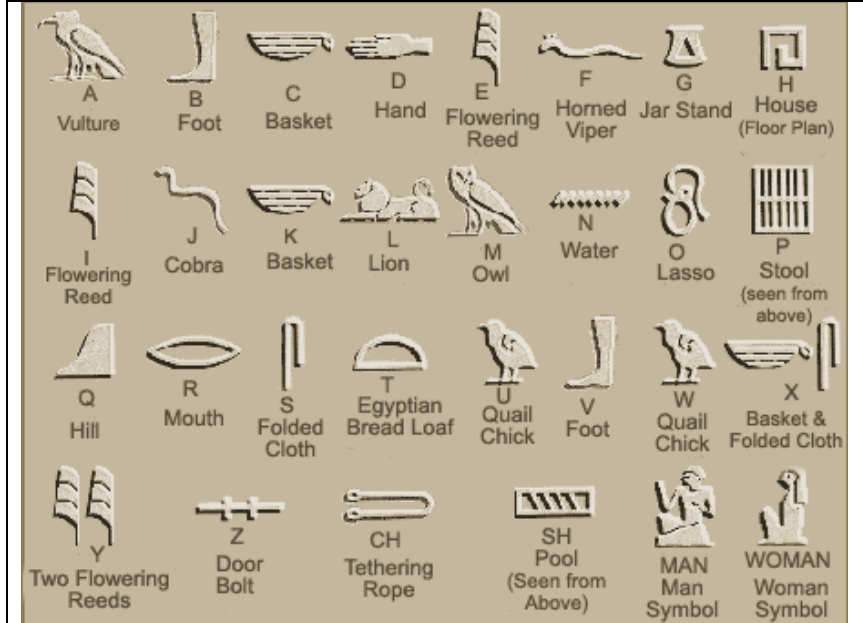 A B C D E F G H
Vulture Foot Basket Hand Flowering Reed Horned Viper Jar Stand House (Floor Plan)
I J K L M N O P
Flowering Reed Cobra Basket Lion Owl Water Lasso Stool (seen from above)
Q R S T U V W X
Hill Mouth Folded Cloth Egyptian Bread Loaf Quail Chick Foot Quail Chick Basket & Folded Cloth
Y Z CH SH MAN WOMAN
Two Flowering Reeds Door Bolt Tethering Rope Pool (Seen from Above) Man Symbol Woman Symbol